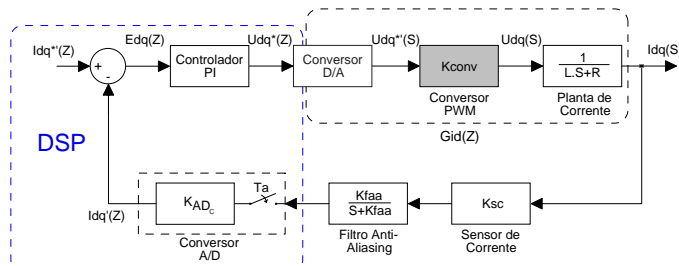 Idq*'(Z)
+
-
Edq(Z)
Controlador
PI
Udq*(Z)
Conversor
D/A
Udq*'(S)
Kconv
Conversor
PWM
Udq(S)
1
L.S+R
Planta de
Corrente
Idq(S
Gid(Z)
DSP
Idq'(Z)
KADC
Ta
Conversor
A/D
Kfaa
S+Kfaa
Filtro Anti-
Aliasing
Ksc
Sensor de
Corrente